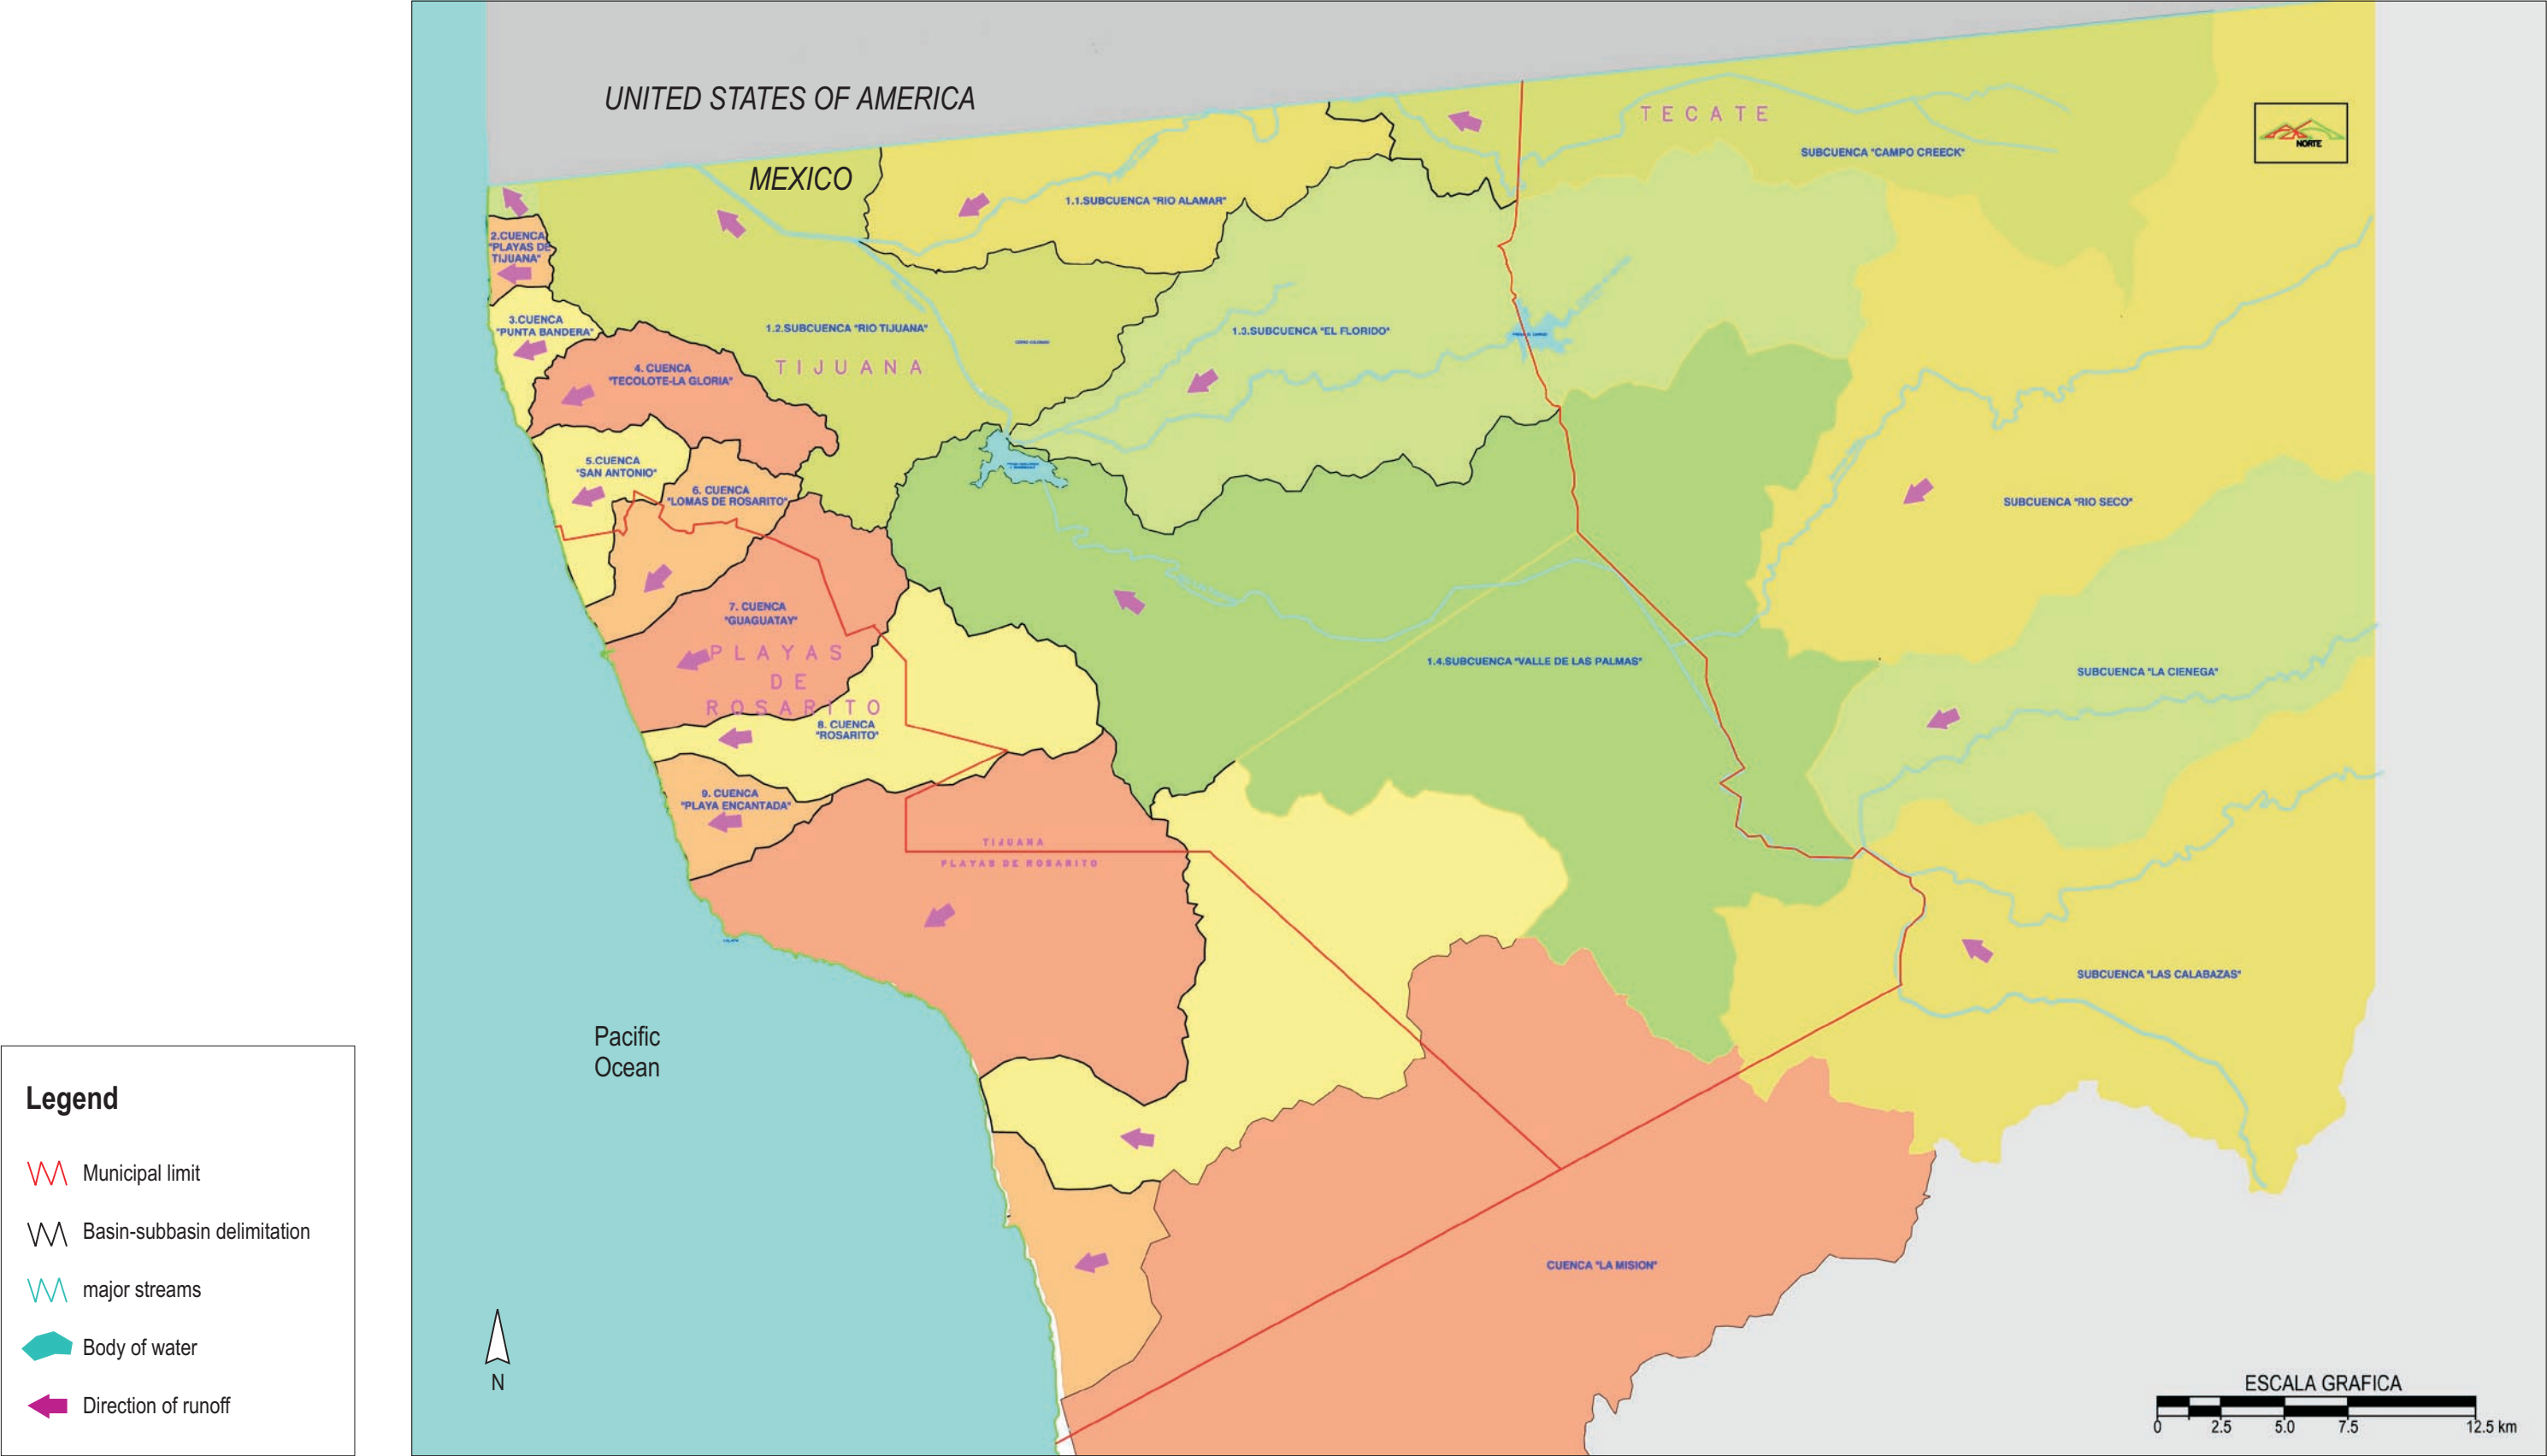 UNITED STATES OF AMERICA
MEXICO
TECATE
SUBCUENCA "CAMPO CREECK"
NORTE
1.1.SUBCUENCA "RIO ALAMAR"
2.CUENCA
"PLAYAS DE
TIJUANA"
3.CUENCA
"PUNTA BANDERA"
1.2.SUBCUENCA "RIO TIJUANA"
TIJUANA
1.3.SUBCUENCA "EL FLORIDO"
4. CUENCA
"TECOLOTE-LA GLORIA"
5.CUENCA
"SAN ANTONIO"
6. CUENCA
"LOMAS DE ROSARITO"
SUBCUENCA "RIO SECO"
7. CUENCA
"GUAGUATAY"
PLAYAS
DE
ROSARITO
1.4.SUBCUENCA "VALLE DE LAS PALMAS"
SUBCUENCA "LA CIENEGA"
8. CUENCA
"ROSARITO"
9. CUENCA
"PLAYA ENCANTADA"
TIJUANA
PLAYAS DE ROSARITO
SUBCUENCA "LAS CALABAZAS"
Pacific
Ocean
CUENCA "LA MISION"
Legend
Municipal limit
Basin-subbasin delimitation
major streams
Body of water
Direction of runoff
N
ESCALA GRAFICA
0 2.5 5.0 7.5 12.5 km